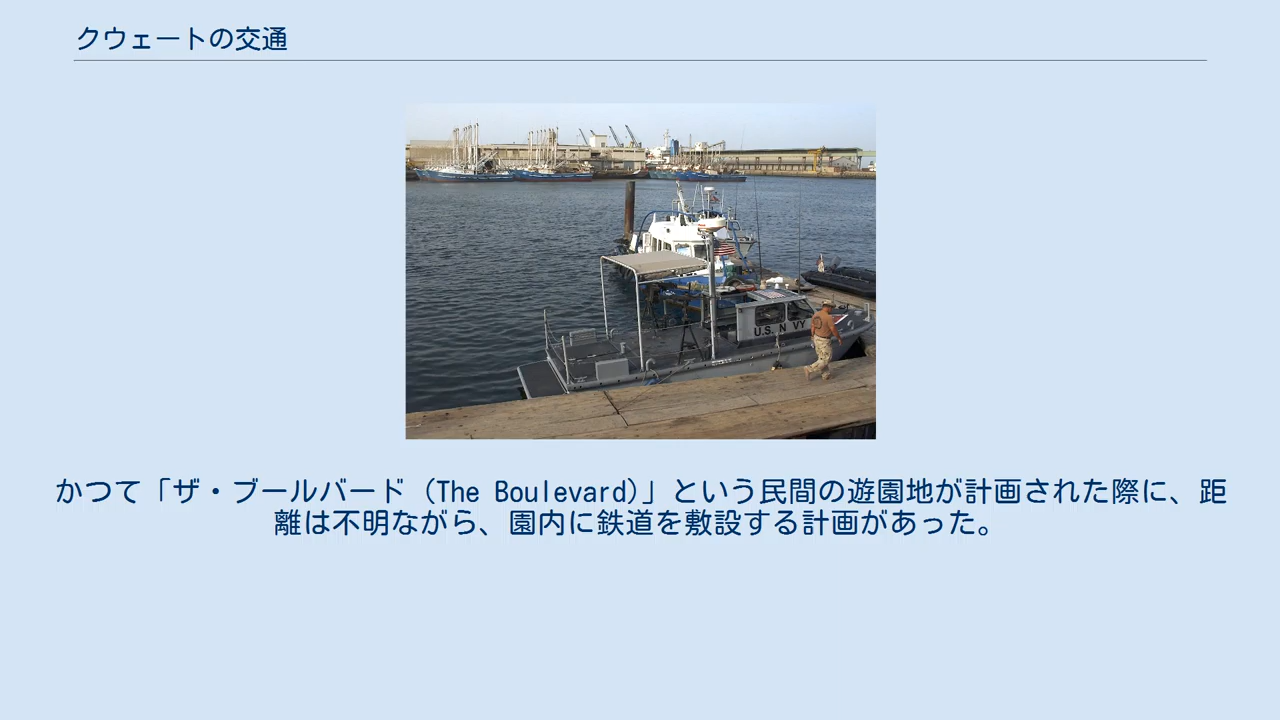 クウェートの交通
U.S. N VY
かつて「ザ・ブールバード (The Boulevard)」という民間の遊園地が計画された際に、距
離は不明ながら、園内に鉄道を敷設する計画があった。